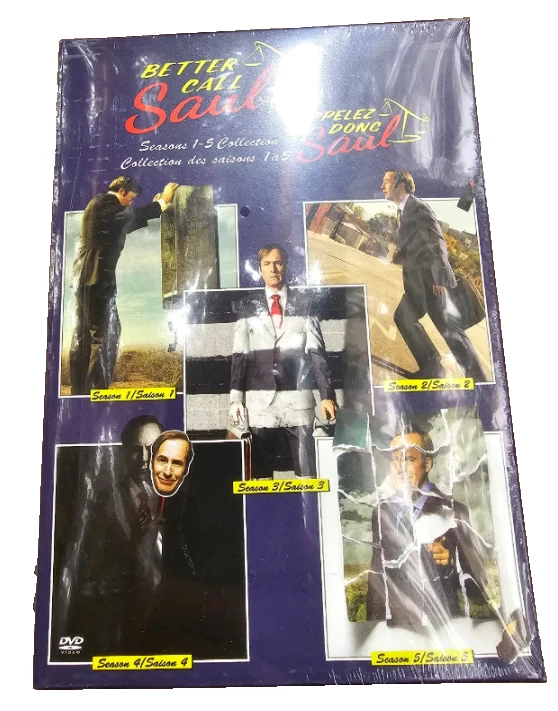 BETTER
CALL
Saul
PPELEZ
DONC
Saul
Seasons 1-5 Collection
Collection des saisons 1 à 5
Season 1/Saison 1
Season 2/Saison 2
Season 3/Saison 3
Season 4/Saison 4
Season 5/Saison 5
DVD
VIDEO